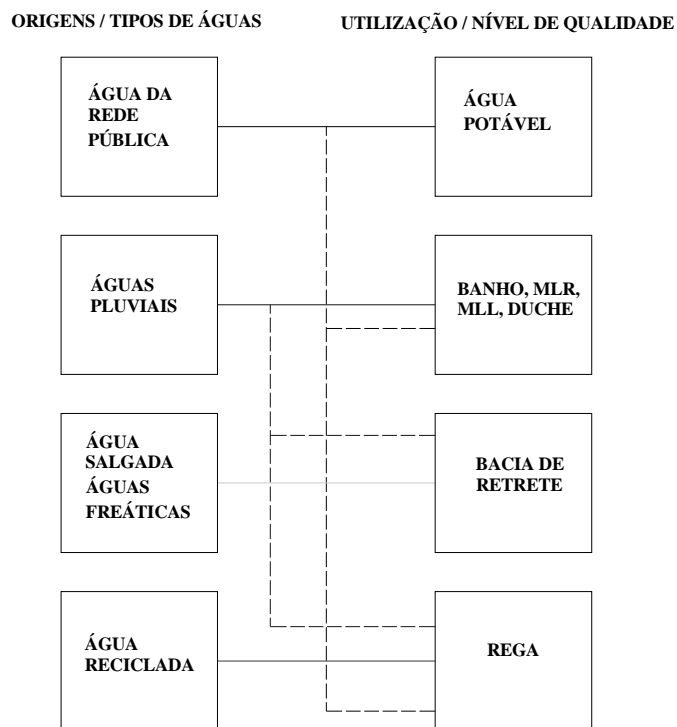 ORIGENS / TIPOS DE ÁGUAS
UTILIZAÇÃO / NÍVEL DE QUALIDADE
ÁGUA DA
REDE
PÚBLICA
ÁGUA
POTÁVEL
ÁGUAS
PLUVIAIS
BANHO, MLR,
MLL, DUCHE
ÁGUA
SALGADA
ÁGUAS
FREÁTICAS
BACIA DE
RETRETE
ÁGUA
RECICLADA
REGA